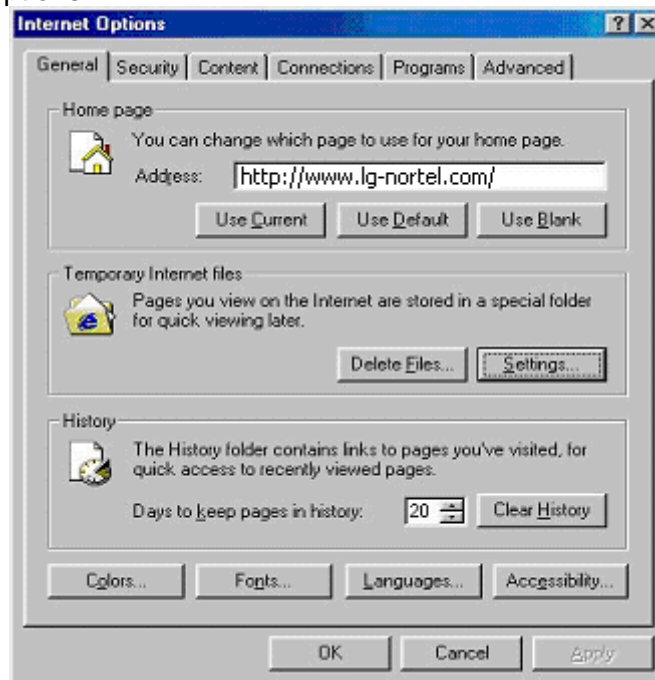 Internet Options
General Security Content Connections Programs Advanced
Home page
You can change which page to use for your home page.
Address: http://www.lg-nortel.com/
Use Current Use Default Use Blank
Temporary Internet files
Pages you view on the Internet are stored in a special folder
for quick viewing later.
Delete Files... Settings...
History
The History folder contains links to pages you've visited, for
quick access to recently viewed pages.
Days to keep pages in history: 20 Clear History
Colors... Fonts... Languages... Accessibility...
OK Cancel Apply